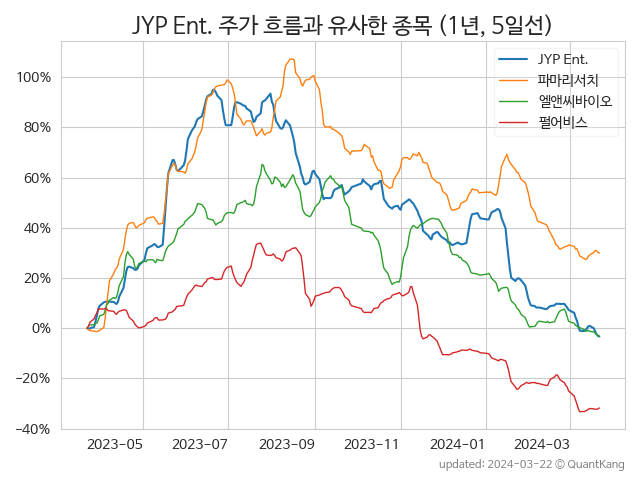 JYP Ent. 주가 흐름과 유사한 종목 (1년, 5일선)
JYP Ent.
파마리서치
엘앤씨바이오
펄어비스
100%
80%
60%
40%
20%
0%
−20%
−40%
2023-05
2023-07
2023-09
2023-11
2024-01
2024-03
updated: 2024-03-22 © QuantKang